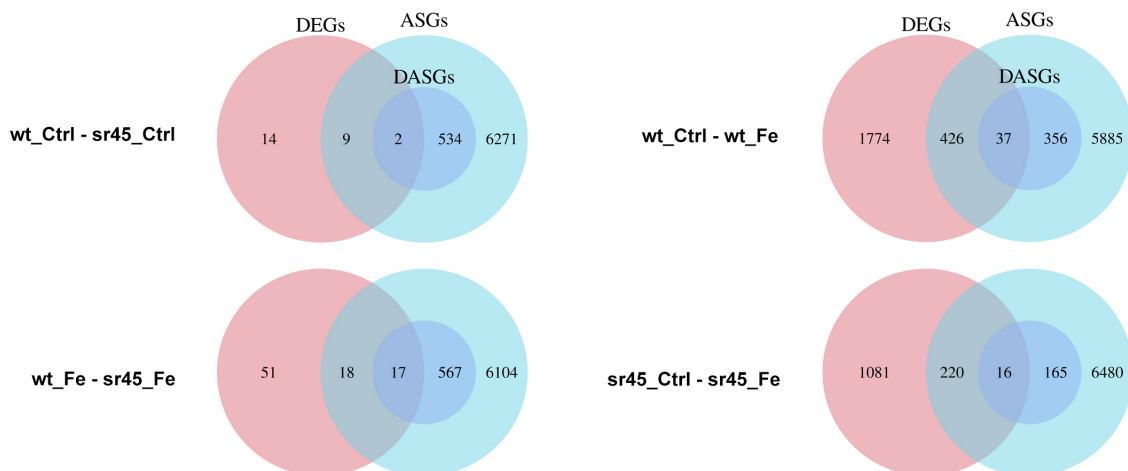 DEGs ASGs
DASGs
wt_Ctrl - sr45_Ctrl 14 9 2 534 6271
DEGs ASGs
DASGs
wt_Ctrl - wt_Fe 1774 426 37 356 5885
wt_Fe - sr45_Fe 51 18 17 567 6104
sr45_Ctrl - sr45_Fe 1081 220 16 165 6480